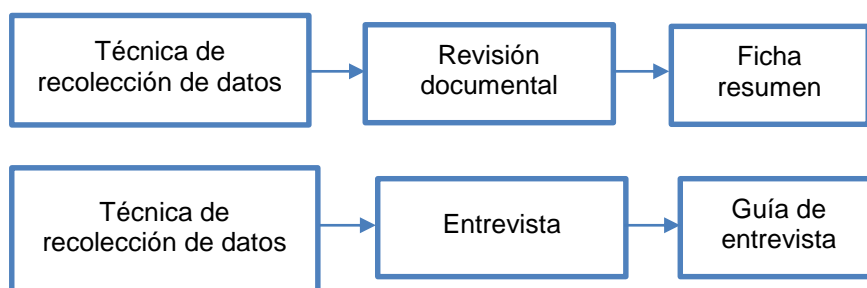 Técnica de
recolección de datos
Revisión
documental
Ficha
resumen
Técnica de
recolección de datos
Entrevista
Guía de
entrevista